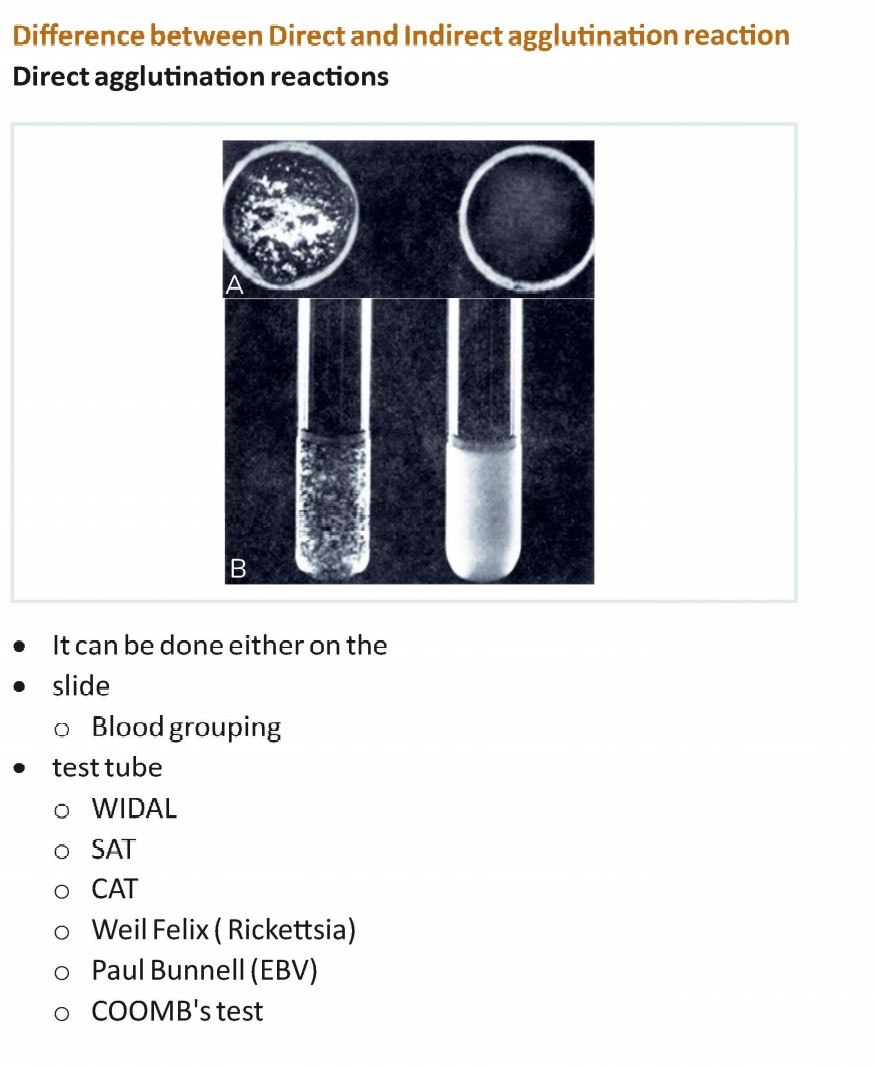 Difference between Direct and Indirect agglutination reaction
Direct agglutination reactions
A
B
• It can be done either on the
• slide
o Blood grouping
• test tube
o WIDAL
o SAT
o CAT
o Weil Felix ( Rickettsia)
o Paul Bunnell (EBV)
o COOMB's test